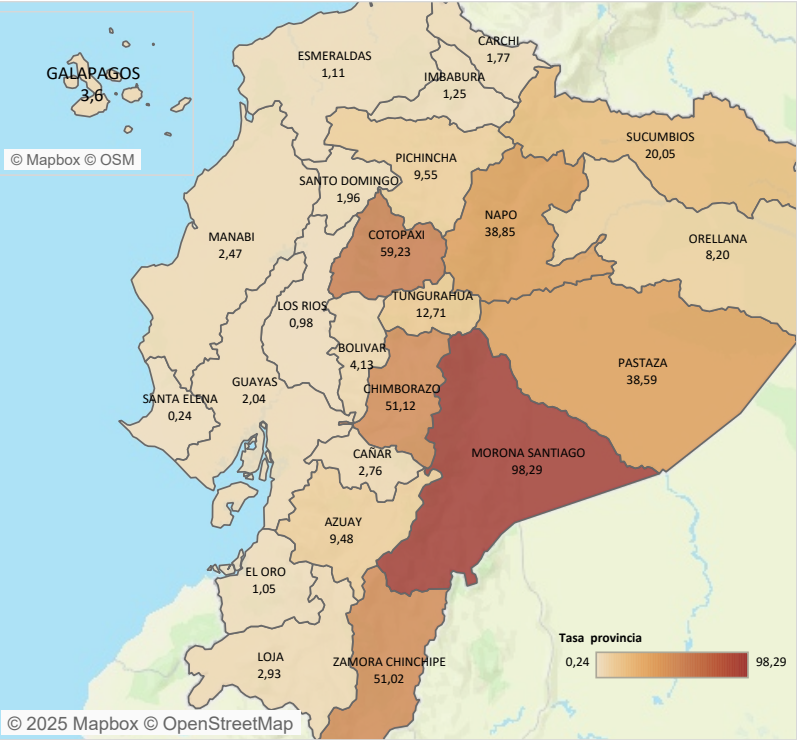 ESMERALDAS
1,11
CARCHI
1,77
IMBABURA
1,25
GALAPAGOS
3,6
© Mapbox © OSM
SUCUMBIOS
20,05
PICHINCHA
9,55
SANTO DOMINGO
1,96
NAPO
38,85
COTOPAXI
59,23
MANABI
2,47
ORELLANA
8,20
TUNGURAHUA
12,71
LOS RIOS
0,98
BOLIVAR
4,13
PASTAZA
38,59
GUAYAS
2,04
CHIMBORAZO
51,12
SANTA ELENA
0,24
CAÑAR
2,76
MORONA SANTIAGO
98,29
AZUAY
9,48
EL ORO
1,05
LOJA
2,93
ZAMORA CHINCHIPE
51,02
Tasa provincia
0,24 98,29
© 2025 Mapbox © OpenStreetMap